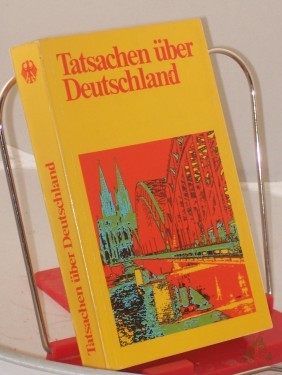 Tatsachen über
Deutschland
Tatsachen über Deutschland